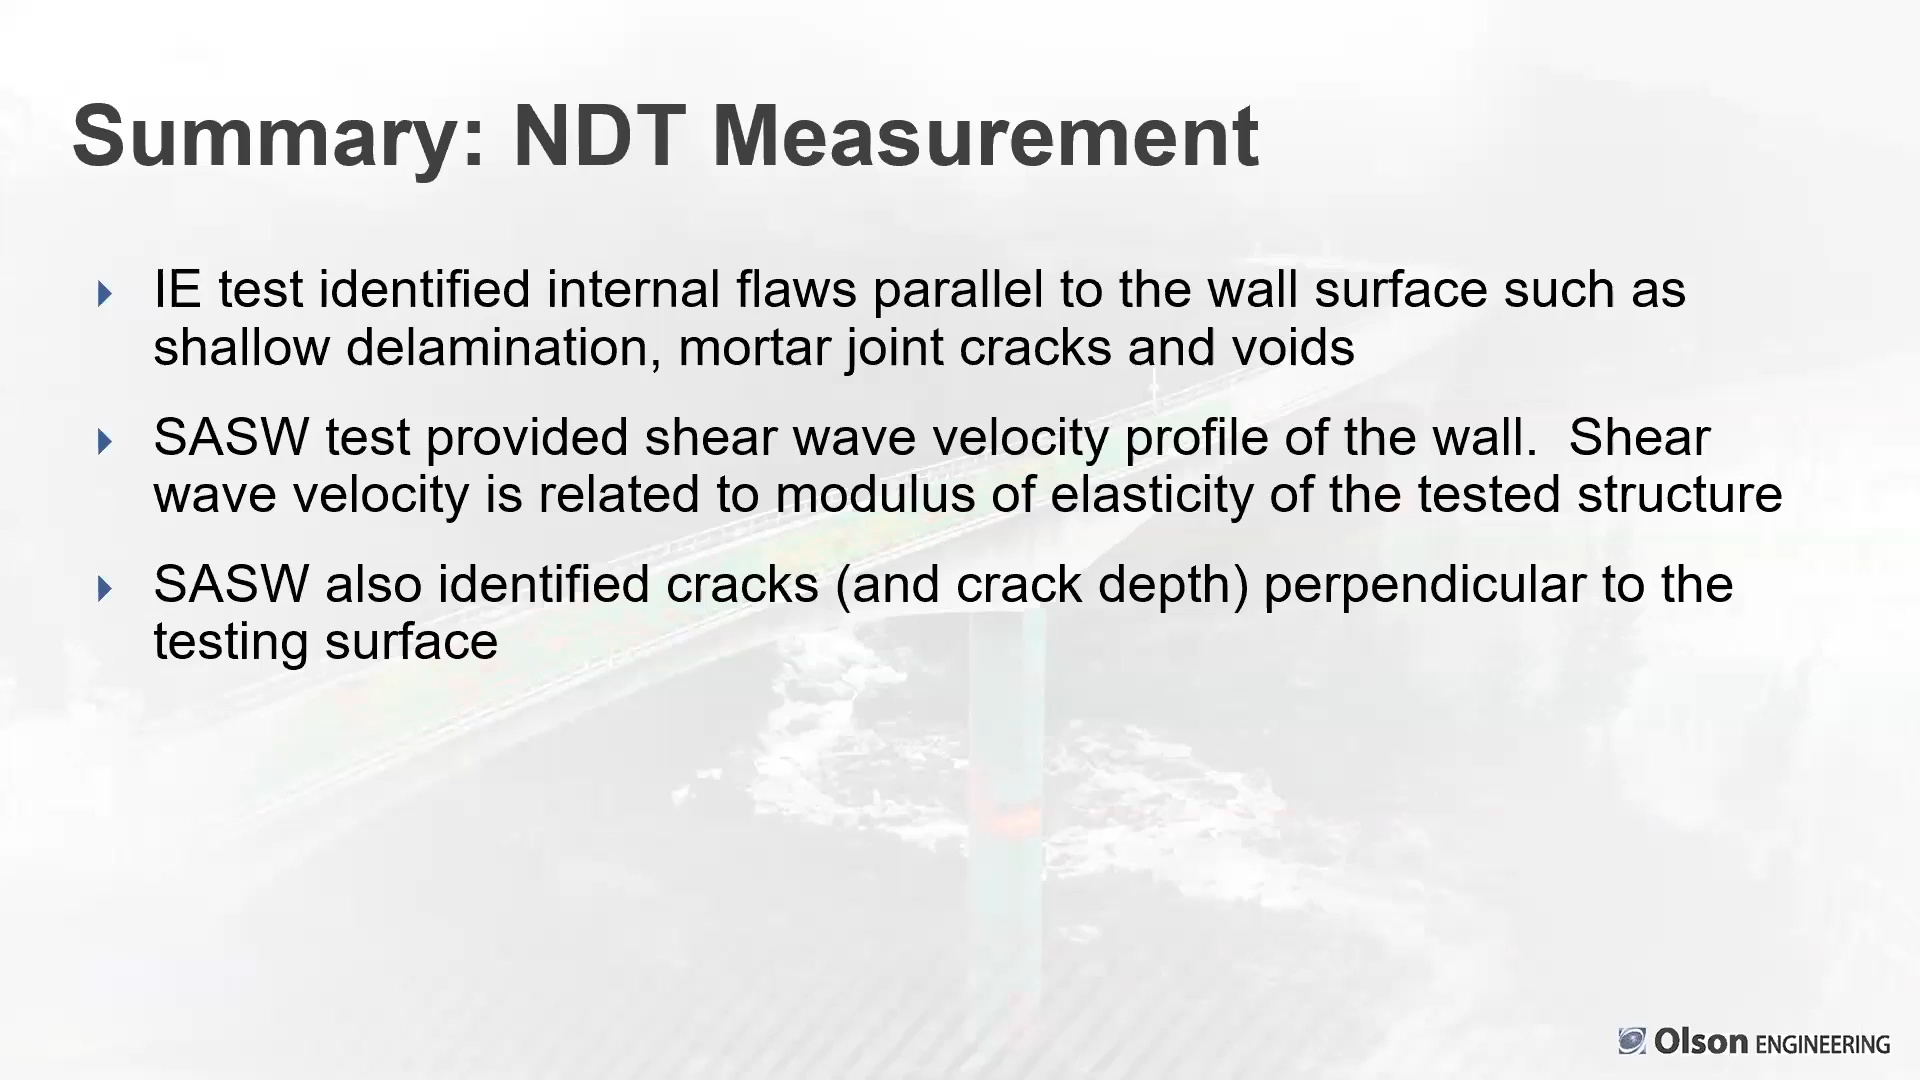 Summary: NDT Measurement
IE test identified internal flaws parallel to the wall surface such as
shallow delamination, mortar joint cracks and voids
SASW test provided shear wave velocity profile of the wall.  Shear
wave velocity is related to modulus of elasticity of the tested structure
SASW also identified cracks (and crack depth) perpendicular to the
testing surface
Olson ENGINEERING